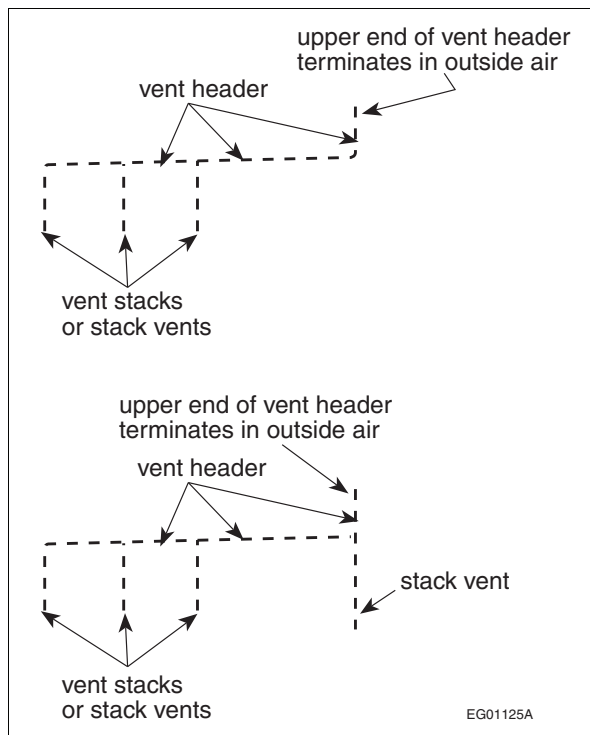 upper end of vent header
terminates in outside air
vent header
vent stacks
or stack vents
upper end of vent header
terminates in outside air
vent header
stack vent
vent stacks
or stack vents
EG01125A